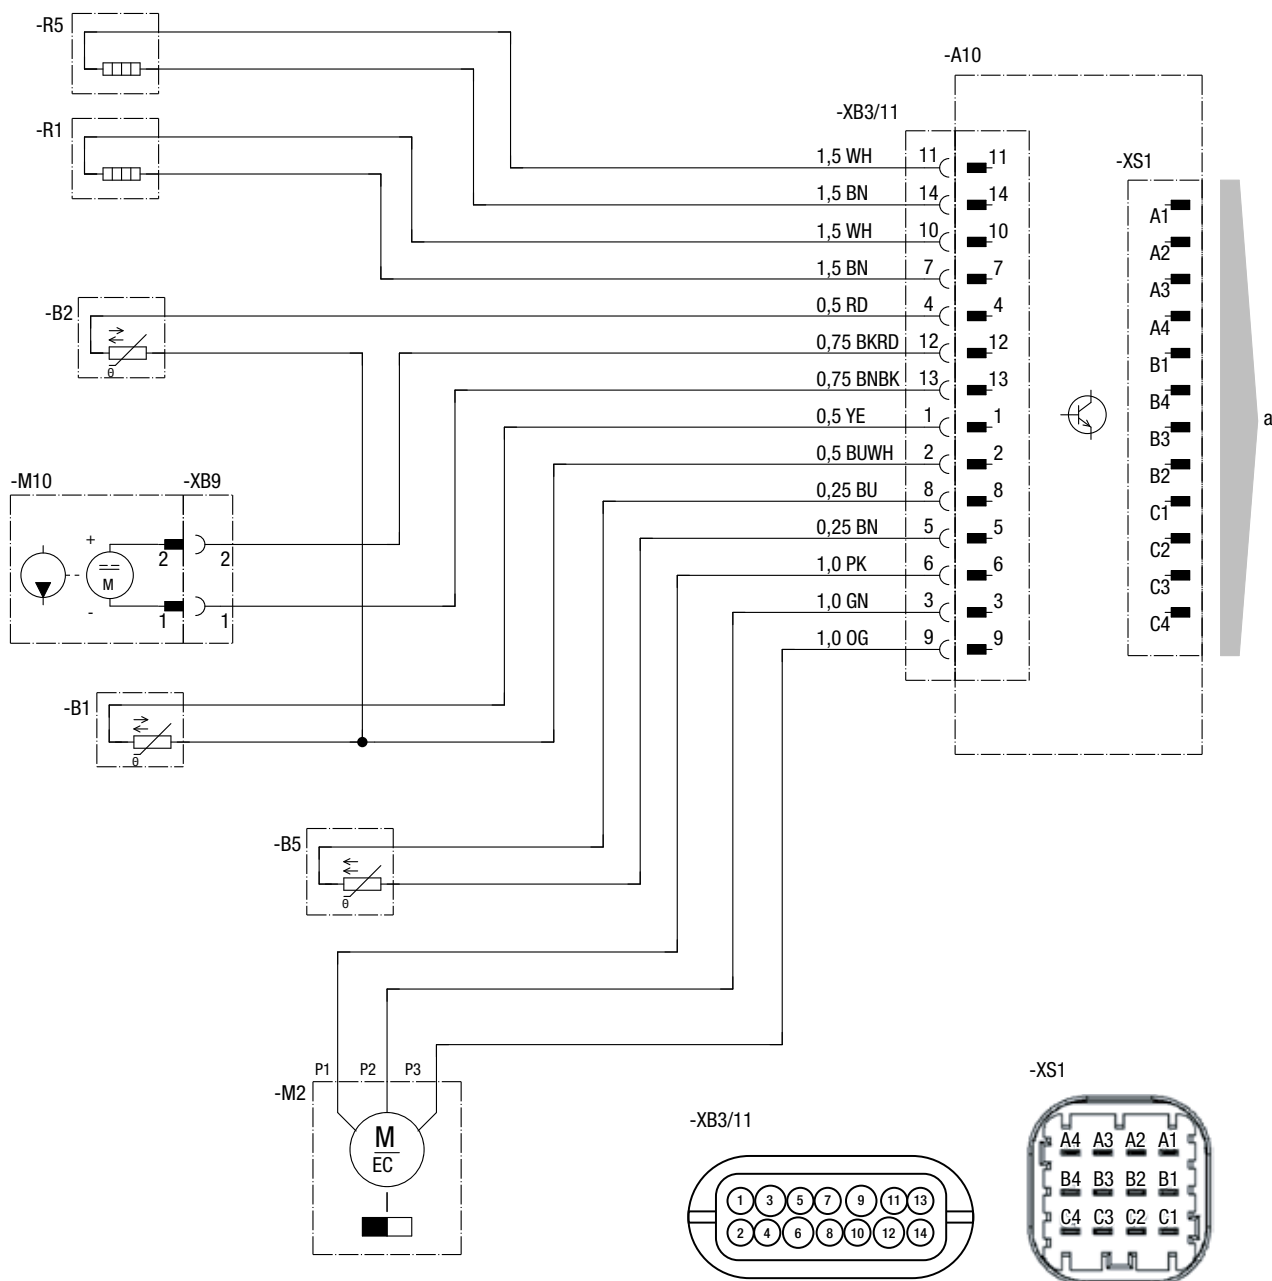 -R5
-A10
-XB3/11
-R1
1,5 WH 11 11
-XS1
1,5 BN 14 14
A1
1,5 WH 10 10
A2
1,5 BN 7 7
A3
-B2
0,5 RD 4 4
A4
0,75 BKRD 12 12
B1
θ
0,75 BNBK 13 13
B4
0,5 YE 1 1
a
B3
0,5 BUWH 2 2
B2
-M10 -XB9
0,25 BU 8 8
C1
0,25 BN 5 5
C2
+
2 2
M
1,0 PK 6 6
C3
-
1 1
1,0 GN 3 3
C4
1,0 OG 9 9
-B1
θ
-B5
θ
P1 P2 P3
-M2
M
EC
-XB3/11
1 3 5 7 9 11 13
2 4 6 8 10 12 14
-XS1
A4 A3 A2 A1
B4 B3 B2 B1
C4 C3 C2 C1